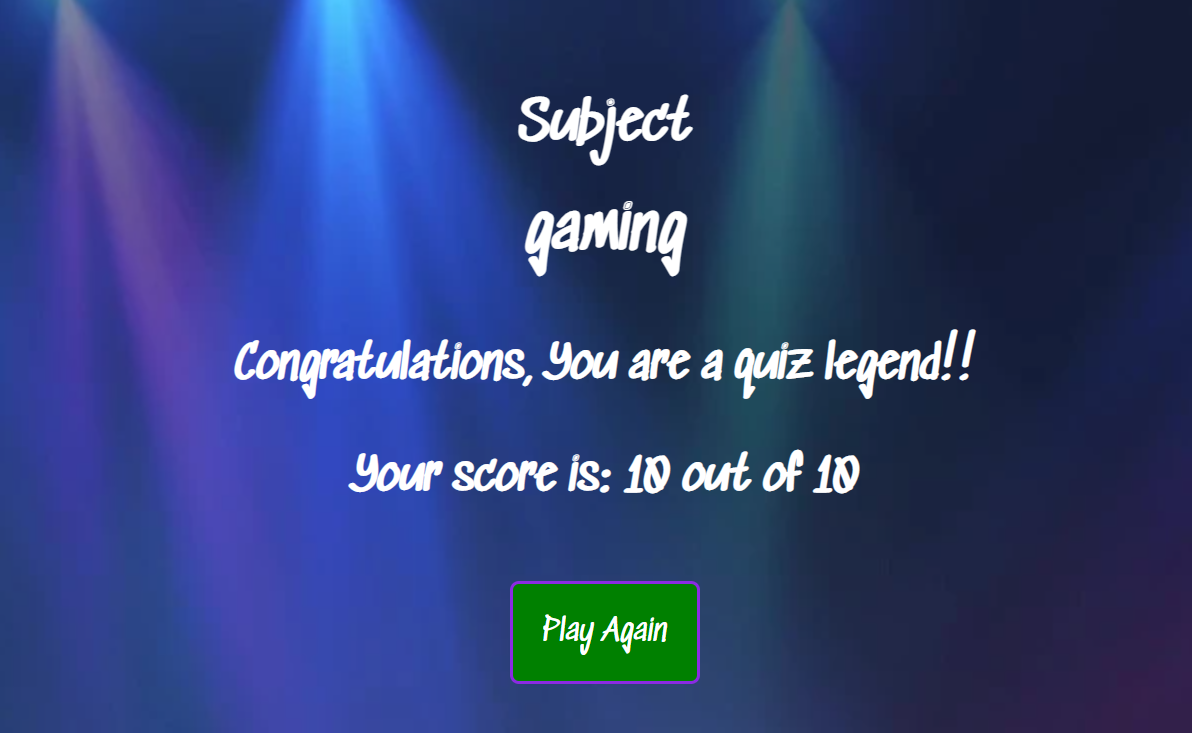 Subject
gaming
Congratulations, You are a quiz legend!!
Your score is: 10 out of 10
Play Again